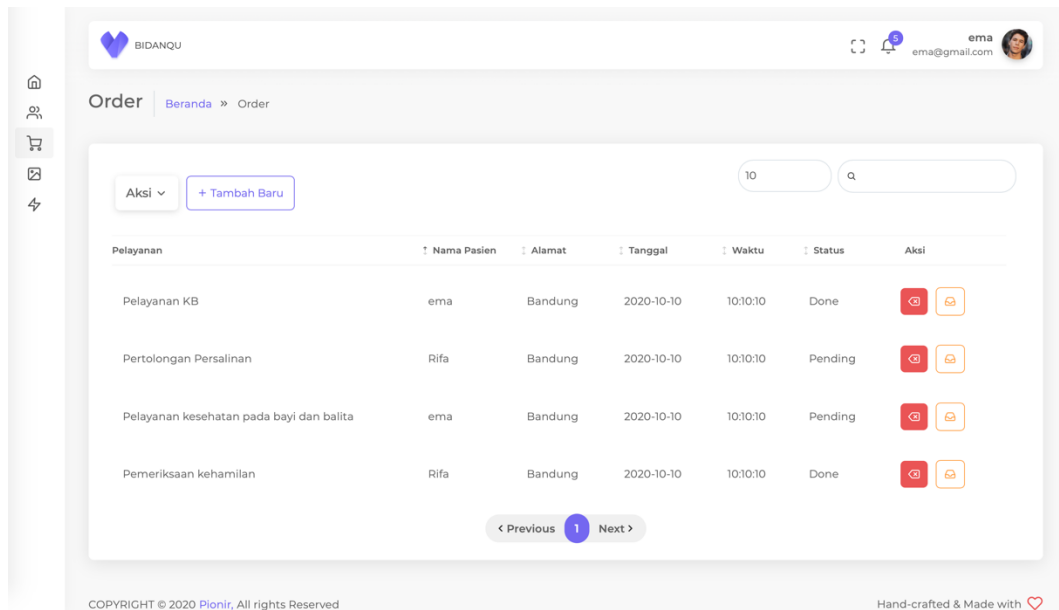 BIDANQU
5
ema
ema@gmail.com
Order Beranda » Order
Aksi + Tambah Baru 10
Pelayanan Nama Pasien Alamat Tanggal Waktu Status Aksi
Pelayanan KB ema Bandung 2020-10-10 10:10:10 Done
Pertolongan Persalinan Rifa Bandung 2020-10-10 10:10:10 Pending
Pelayanan kesehatan pada bayi dan balita ema Bandung 2020-10-10 10:10:10 Pending
Pemeriksaan kehamilan Rifa Bandung 2020-10-10 10:10:10 Done
< Previous 1 Next >
COPYRIGHT © 2020 Pionir, All rights Reserved Hand-crafted & Made with